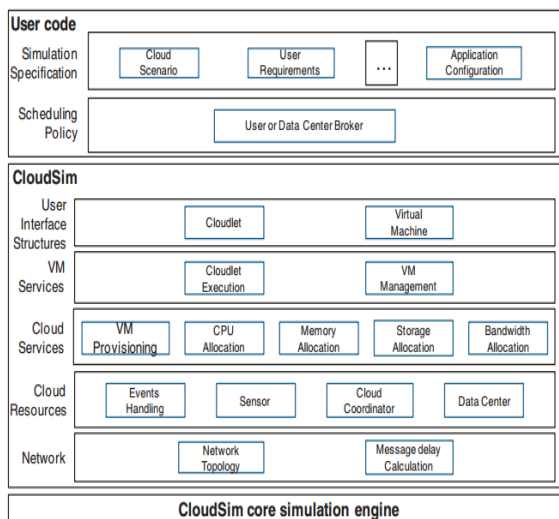 User code
Simulation
Specification
Cloud
Scenario
User
Requirements
...
Application
Configuration
Scheduling
Policy
User or Data Center Broker
CloudSim
User
Interface
Structures
Cloudlet
Virtual
Machine
VM
Services
Cloudlet
Execution
VM
Management
Cloud
Services
VM
Provisioning
CPU
Allocation
Memory
Allocation
Storage
Allocation
Bandwidth
Allocation
Cloud
Resources
Events
Handling
Sensor
Cloud
Coordinator
Data Center
Network
Network
Topology
Message delay
Calculation
CloudSim core simulation engine